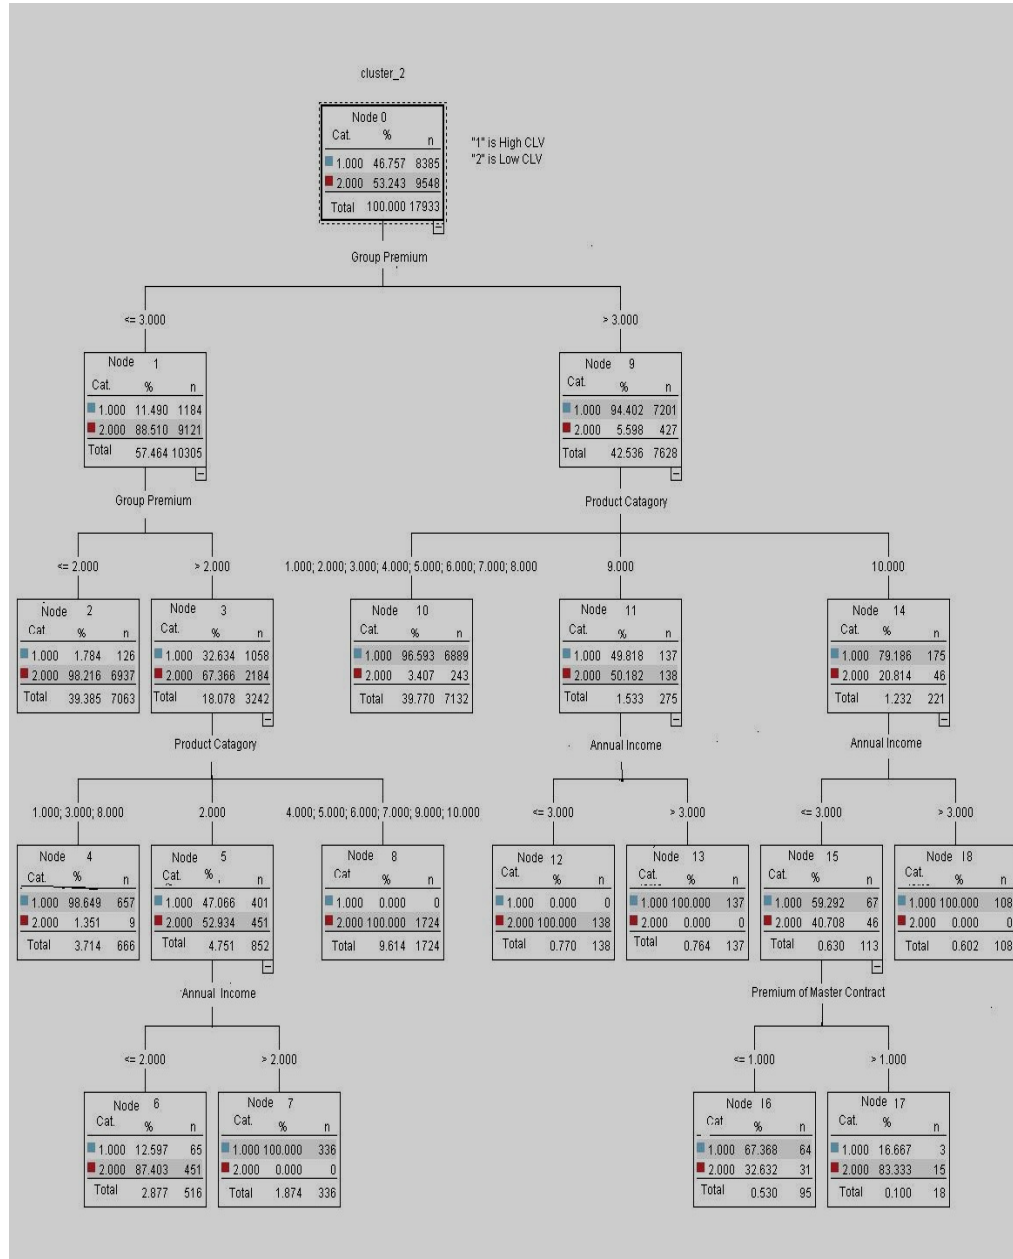 cluster_2
Node 0
Cat. % n
1.000 46.757 8385
2.000 53.243 9548
Total 100.000 17933
"1" is High CLV
"2" is Low CLV
Group Premium
<= 3.000 > 3.000
Node 1
Cat. % n
1.000 11.490 1184
2.000 88.510 9121
Total 57.464 10305
Node 9
Cat. % n
1.000 94.402 7201
2.000 5.598 427
Total 42.536 7628
Group Premium
Product Catagory
<= 2.000 > 2.000 1.000; 2.000; 3.000; 4.000; 5.000; 6.000; 7.000; 8.000 9.000 10.000
Node 2
Cat % n
1.000 1.784 126
2.000 98.216 6937
Total 39.385 7063
Node 3
Cat. % n
1.000 32.634 1058
2.000 67.366 2184
Total 18.078 3242
Node 10
Cat. % n
1.000 96.593 6889
2.000 3.407 243
Total 39.770 7132
Node 11
Cat. % n
1.000 49.818 137
2.000 50.182 138
Total 1.533 275
Node 14
Cat. % n
1.000 79.186 175
2.000 20.814 46
Total 1.232 221
Product Catagory
Annual Income
Annual Income
1.000; 3.000; 8.000 2.000 4.000; 5.000; 6.000; 7.000; 9.000; 10.000 <= 3.000 > 3.000 <= 3.000 > 3.000
Node 4
Cat. % n
1.000 98.649 657
2.000 1.351 9
Total 3.714 666
Node 5
Cat. % n
1.000 47.066 401
2.000 52.934 451
Total 4.751 852
Node 8
Cat % n
1.000 0.000 0
2.000 100.000 1724
Total 9.614 1724
Node 12
Cat. % n
1.000 0.000 0
2.000 100.000 138
Total 0.770 138
Node 13
Cat. % n
1.000 100.000 137
2.000 0.000 0
Total 0.764 137
Node 15
Cat. % n
1.000 59.292 67
2.000 40.708 46
Total 0.630 113
Node 18
Cat. % n
1.000 100.000 108
2.000 0.000 0
Total 0.602 108
Annual Income
Premium of Master Contract
<= 2.000 > 2.000 <= 1.000 > 1.000
Node 6
Cat. % n
1.000 12.597 65
2.000 87.403 451
Total 2.877 516
Node 7
Cat. % n
1.000 100.000 336
2.000 0.000 0
Total 1.874 336
Node 16
Cat % n
1.000 67.368 64
2.000 32.632 31
Total 0.530 95
Node 17
Cat. % n
1.000 16.667 3
2.000 83.333 15
Total 0.100 18